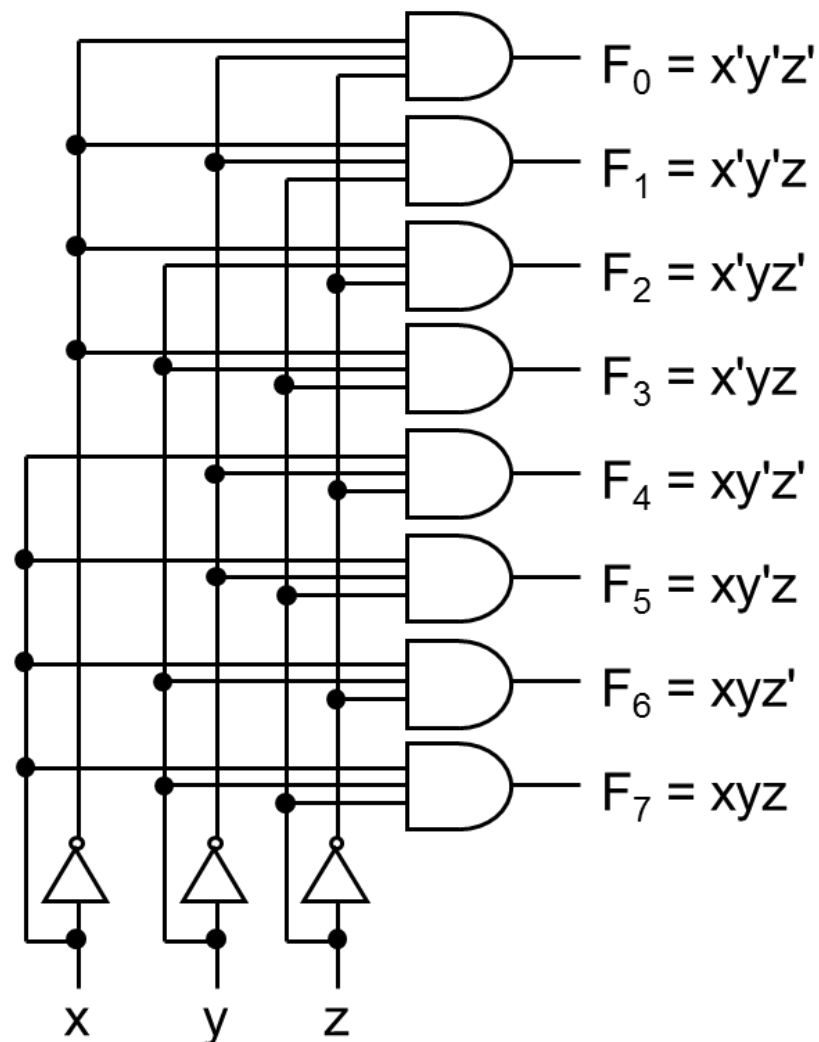 F₀ = x'y'z'
F₁ = x'y'z
F₂ = x'yz'
F₃ = x'yz
F₄ = xy'z'
F₅ = xy'z
F₆ = xyz'
F₇ = xyz
x y z